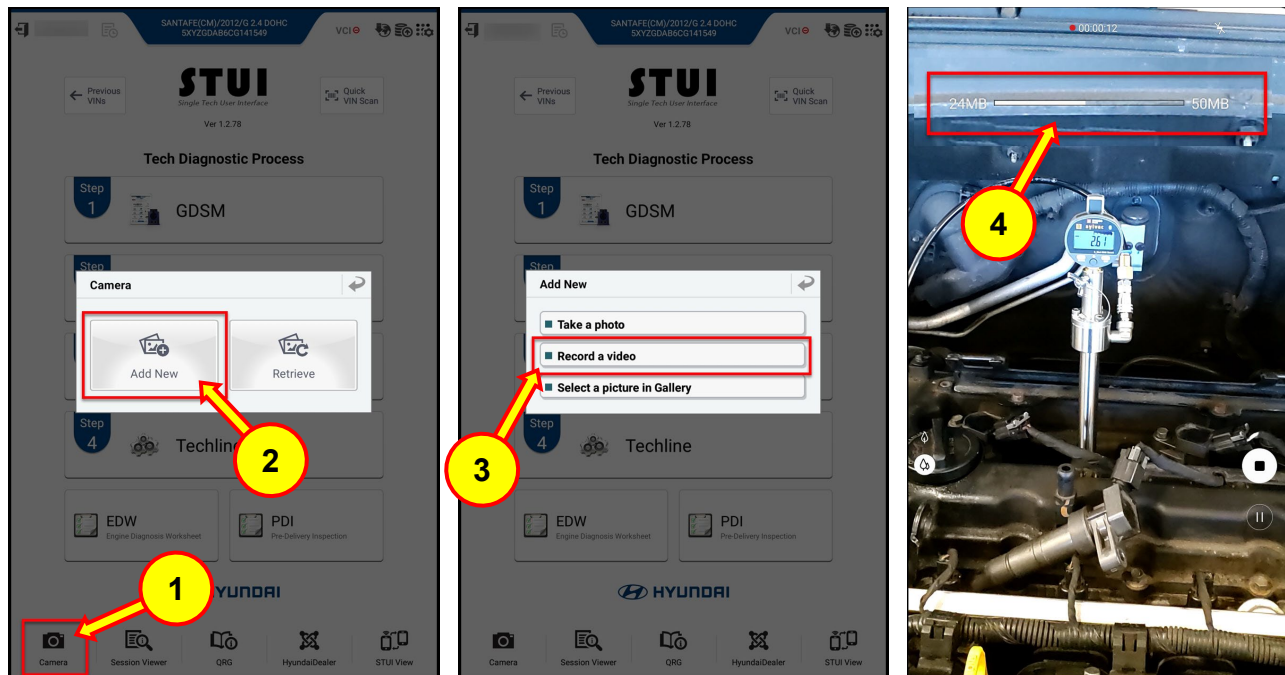 SANTAFE(CM)/2012/G 2.4 DOHC
5XYZGDAB6CG141549
VCI
Previous
VINs
STUI
Single Tech User Interface
Quick
VIN Scan
Ver 1.2.78
Tech Diagnostic Process
Step
1
GDSM
Step
Camera
Add New
Retrieve
Step
4
Techline
2
EDW
Engine Diagnosis Worksheet
PDI
Pre-Delivery Inspection
1
YUNDAI
Camera
Session Viewer
QRG
HyundaiDealer
STUI View
SANTAFE(CM)/2012/G 2.4 DOHC
5XYZGDAB6CG141549
VCI
Previous
VINs
STUI
Single Tech User Interface
Quick
VIN Scan
Ver 1.2.78
Tech Diagnostic Process
Step
1
GDSM
Step
Add New
Take a photo
Record a video
Select a picture in Gallery
3
Step
4
Techline
EDW
Engine Diagnosis Worksheet
PDI
Pre-Delivery Inspection
HYUNDAI
Camera
Session Viewer
QRG
HyundaiDealer
STUI View
00:00:12
24MB
50MB
4
sylvac
2.61